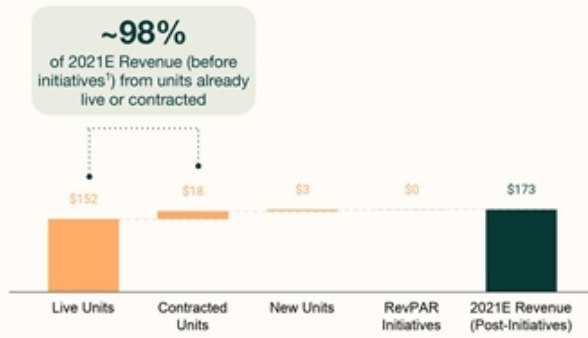 ~98%
of 2021E Revenue (before
initiatives¹) from units already
live or contracted
$152
$18
$3
$0
$173
Live Units
Contracted
Units
New Units
RevPAR
Initiatives
2021E Revenue
(Post-Initiatives)